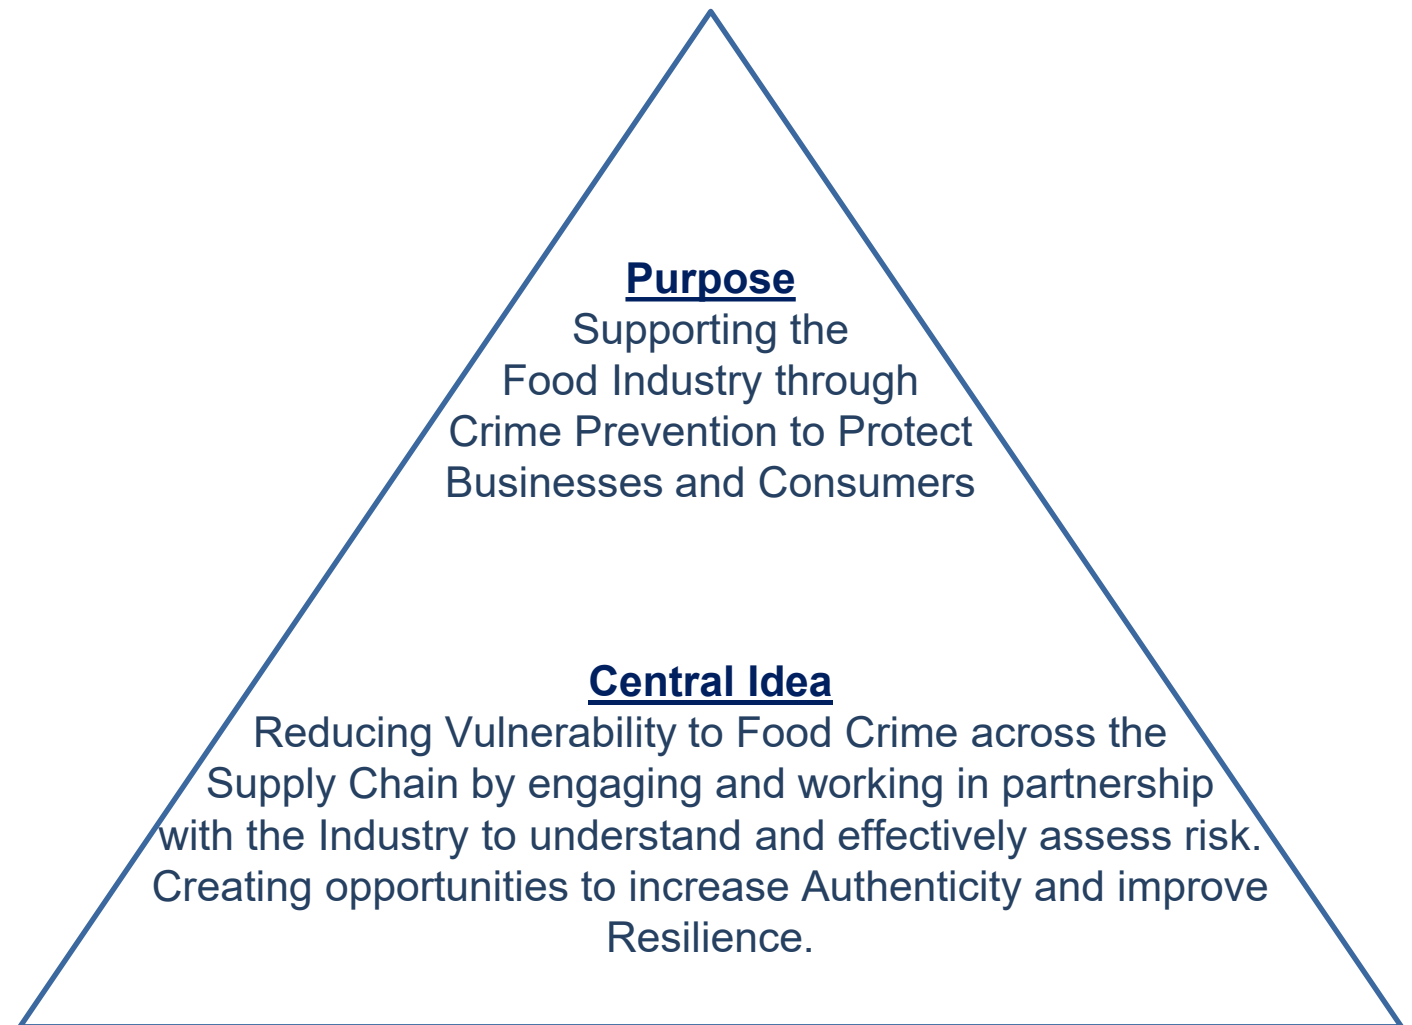 Purpose
Supporting the
Food Industry through
Crime Prevention to Protect
Businesses and Consumers
Central Idea
Reducing Vulnerability to Food Crime across the
Supply Chain by engaging and working in partnership
with the Industry to understand and effectively assess risk.
Creating opportunities to increase Authenticity and improve
Resilience.